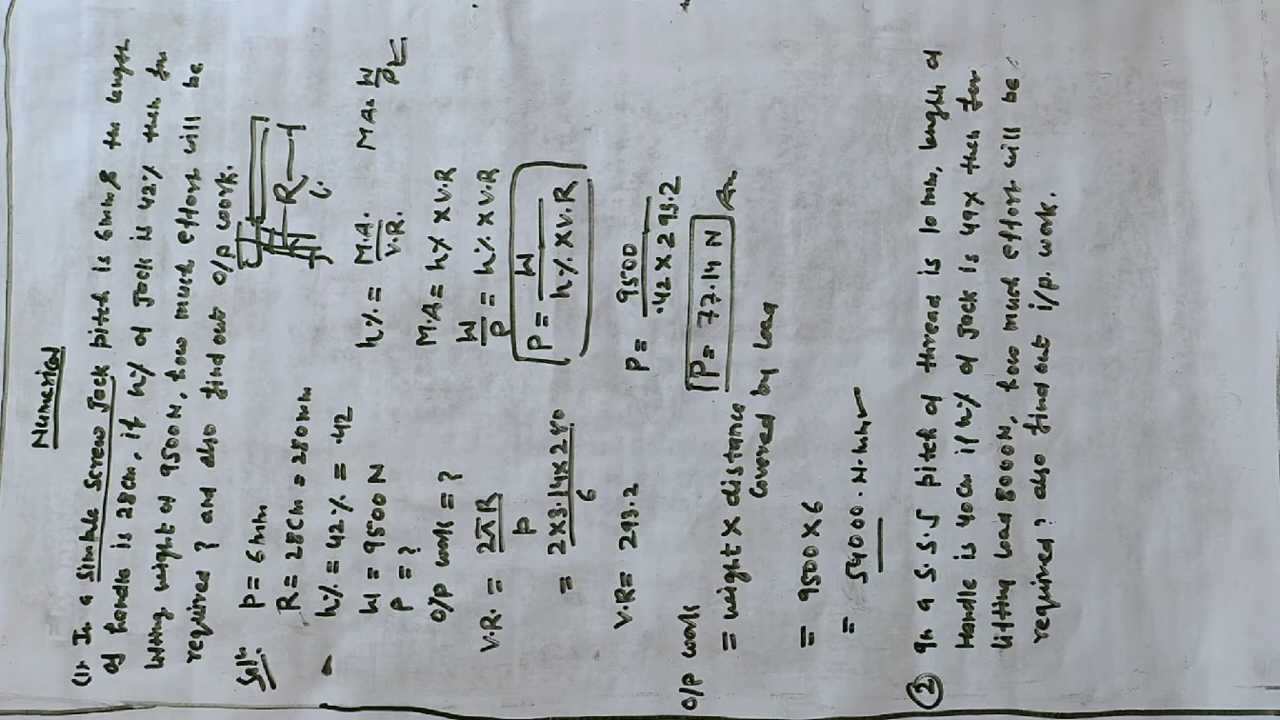 Numerical
(1) In a Simple Screw Jack pitch is 6mm & the length
of handle is 28cm, if η% of Jack is 42% then for
lifting weight of 9500N, how much effort will be
required? and also find out o/p work.
Solⁿ. P = 6mm
R = 28cm = 280mm
η% = 42% = .42
W = 9500 N
P = ?
o/p work = ?
V.R. = 2πR / P
= 2×3.14×280 / 6
V.R = 293.2
R
η% = M.A. / V.R.   M.A. = W / P
M.A = η% × V.R
W / P = η% × V.R
P = W / η% × V.R
P = 9500 / .42 × 293.2
P = 77.14 N Ans
o/p work
= weight × distance
covered by load
= 9500 × 6
= 54000 N.mm
(2) In a S.S.J pitch of thread is 10mm, length of
Handle is 40cm if η% of Jack is 49% then for
lifting load 8000N, how much effort will be
required? also find out i/p. work.